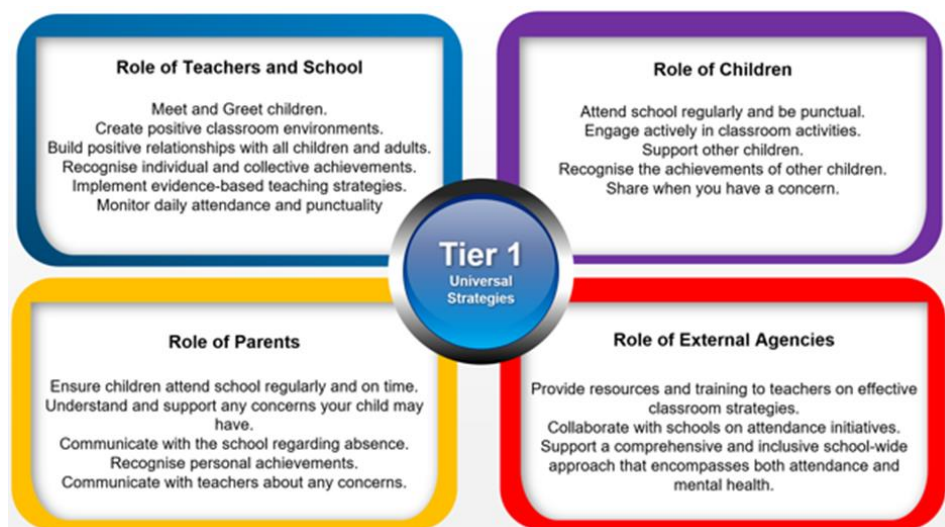 Role of Teachers and School
Meet and Greet children.
Create positive classroom environments.
Build positive relationships with all children and adults.
Recognise individual and collective achievements.
Implement evidence-based teaching strategies.
Monitor daily attendance and punctuality
Role of Children
Attend school regularly and be punctual.
Engage actively in classroom activities.
Support other children.
Recognise the achievements of other children.
Share when you have a concern.
Tier 1
Universal
Strategies
Role of Parents
Ensure children attend school regularly and on time.
Understand and support any concerns your child may
have.
Communicate with the school regarding absence.
Recognise personal achievements.
Communicate with teachers about any concerns.
Role of External Agencies
Provide resources and training to teachers on effective
classroom strategies.
Collaborate with schools on attendance initiatives.
Support a comprehensive and inclusive school-wide
approach that encompasses both attendance and
mental health.